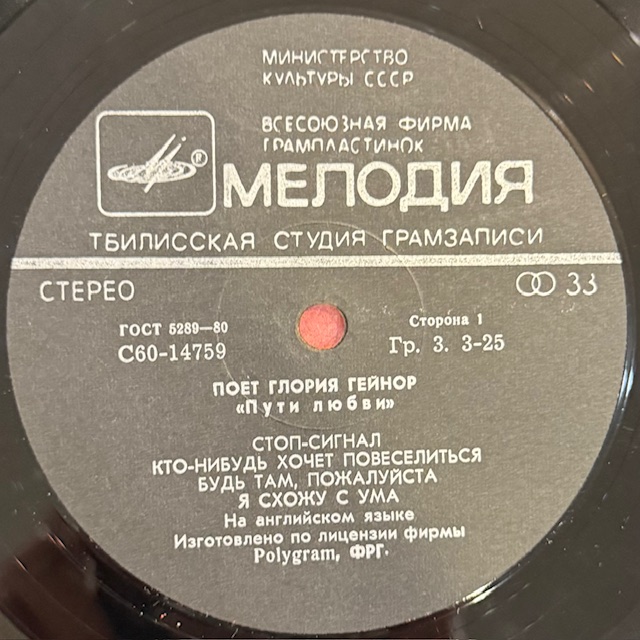 МИНИСТЕРСТВО
КУЛЬТУРЫ СССР
ВСЕСОЮЗНАЯ ФИРМА
ГРАМПЛАСТИНОК
®
МЕЛОДИЯ
ТБИЛИССКАЯ СТУДИЯ ГРАМЗАПИСИ
СТЕРЕО
33
ГОСТ 5289—80
Сторона 1
С60-14759
Гр. 3. 3-25
ПОЕТ ГЛОРИЯ ГЕЙНОР
«Пути любви»
СТОП-СИГНАЛ
КТО-НИБУДЬ ХОЧЕТ ПОВЕСЕЛИТЬСЯ
БУДЬ ТАМ, ПОЖАЛУЙСТА
Я СХОЖУ С УМА
На английском языке
Изготовлено по лицензии фирмы
Polygram, ФРГ.